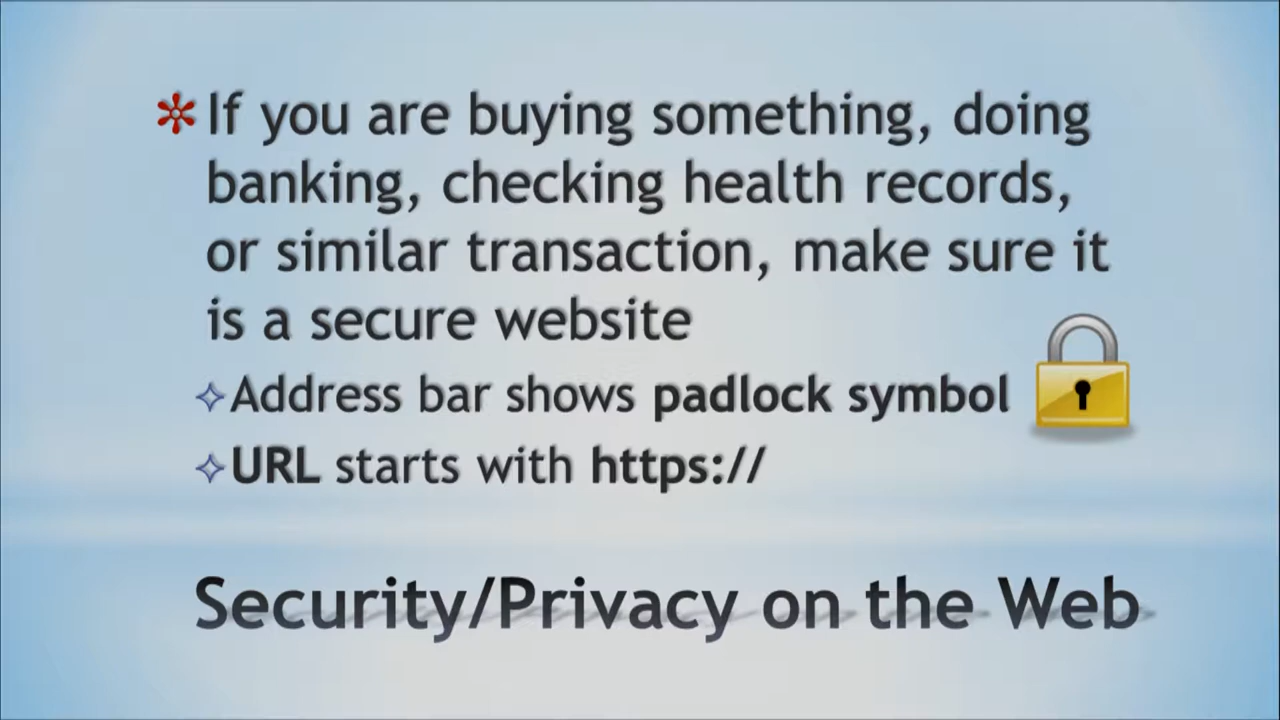 If you are buying something, doing
banking, checking health records,
or similar transaction, make sure it
is a secure website
Address bar shows padlock symbol
URL starts with https://
Security/Privacy on the Web